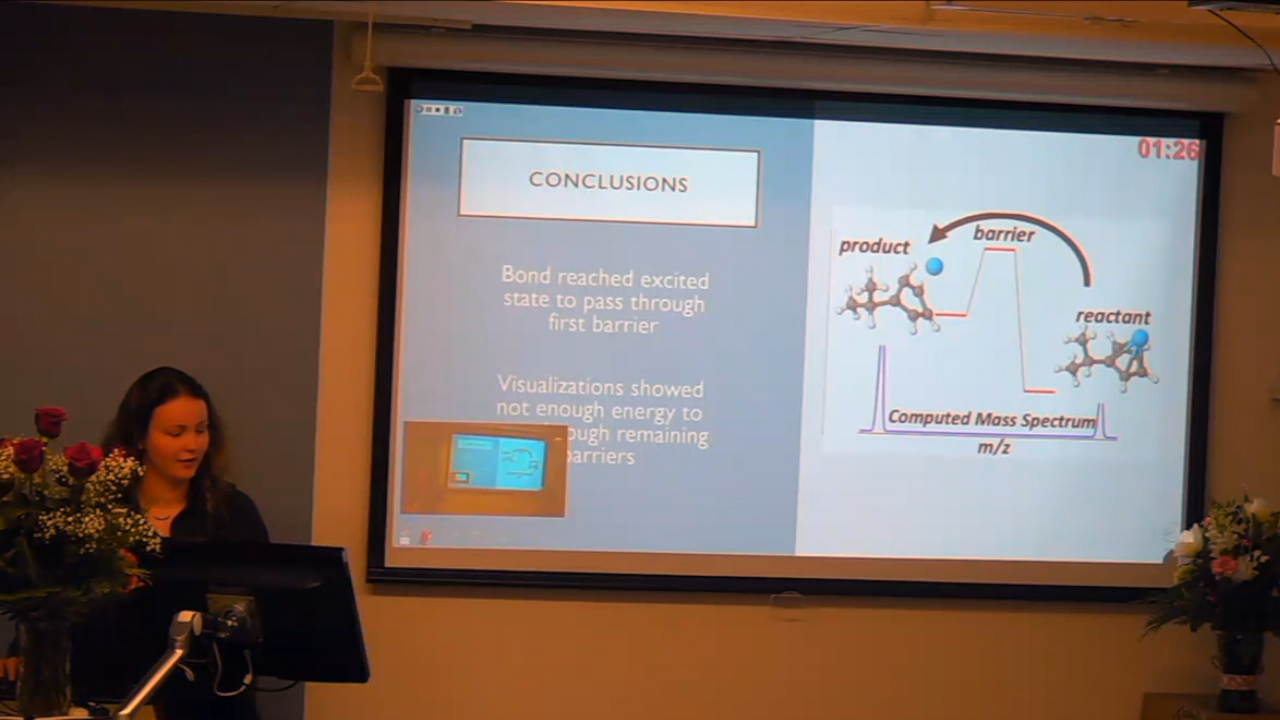 01:26
CONCLUSIONS
Bond reached excited
state to pass through
first barrier
Visualizations showed
not enough energy to
remaining
barriers
product
barrier
reactant
Computed Mass Spectrum
m/z